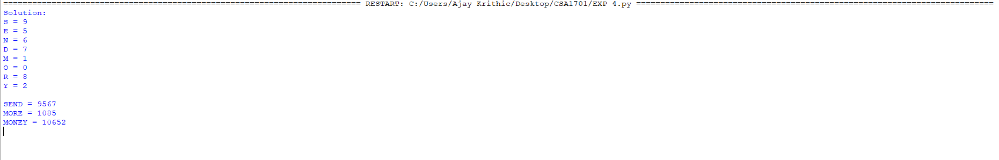 ========================================================================== RESTART: C:/Users/Ajay Krithic/Desktop/CSA1701/EXP 4.py ==========================================================================
Solution:
S = 9
E = 5
N = 6
D = 7
M = 1
O = 0
R = 8
Y = 2
SEND = 9567
MORE = 1085
MONEY = 10652